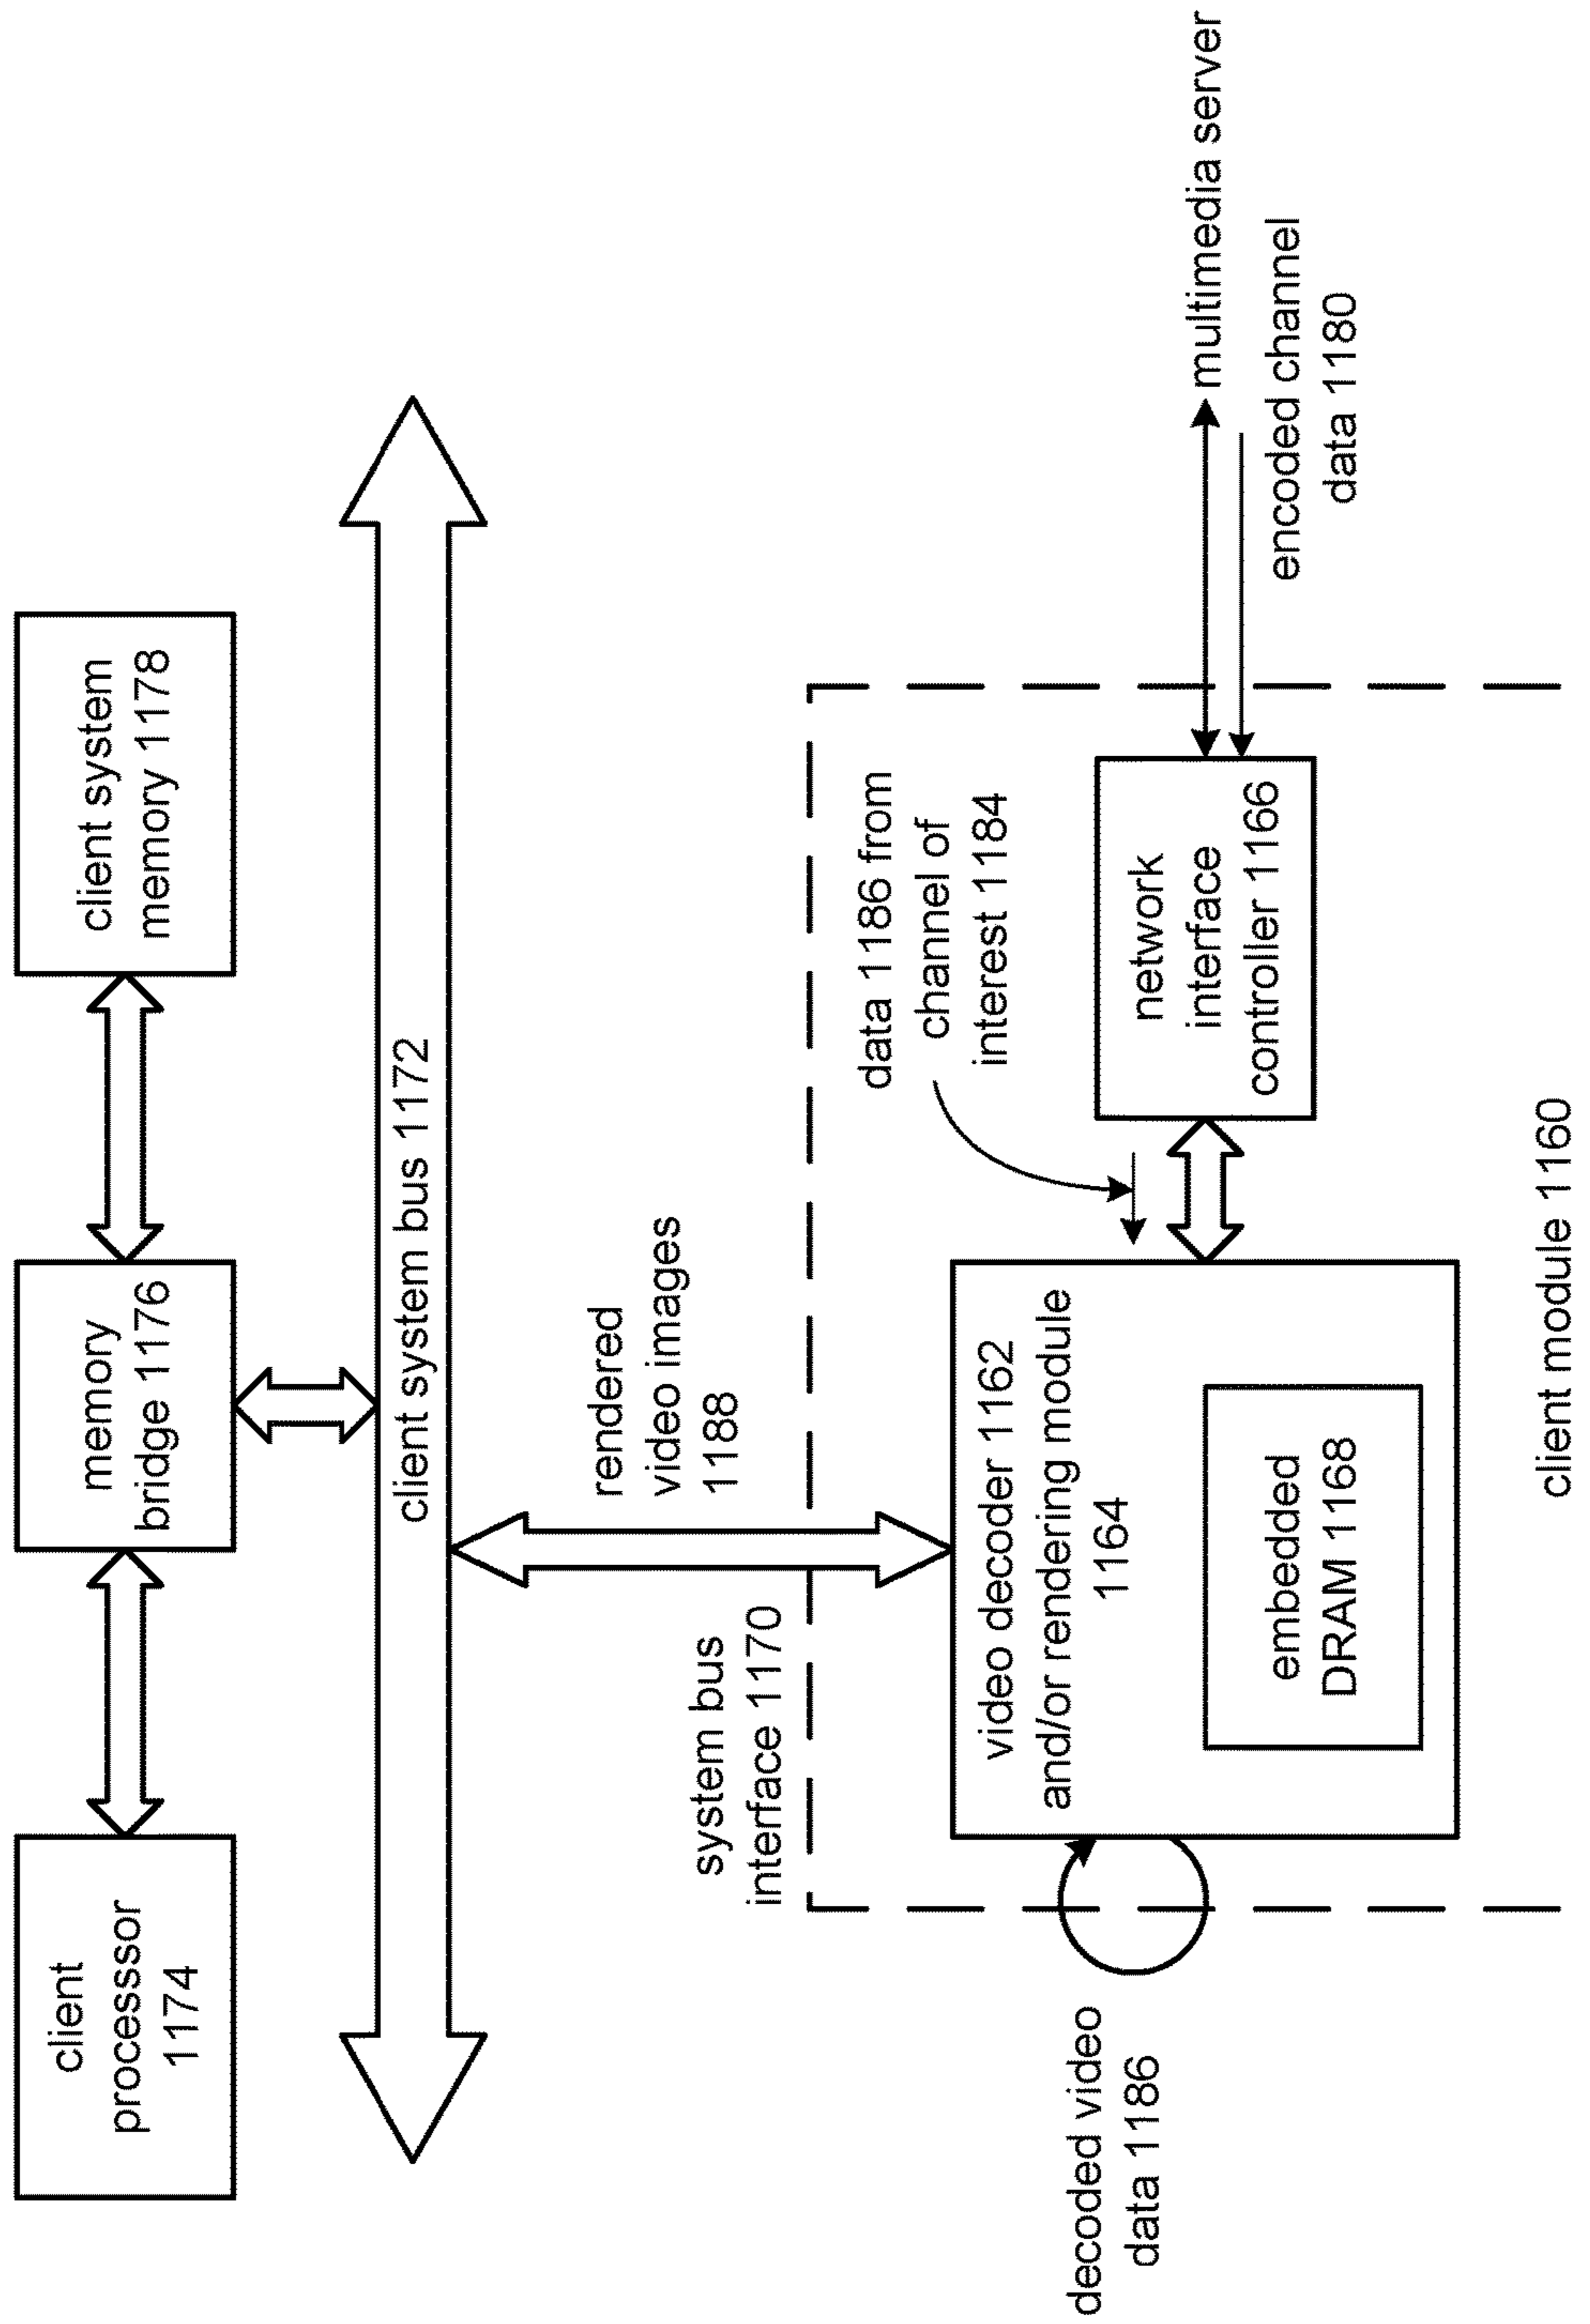 client
processsor
1174
memory
bridge 1176
client system
memory 1178
client system bus 1172
system bus
interface 1170
rendered
video images
1188
data 1186 from
channel of
interest 1184
decoded video
data 1186
video decoder 1162
and/or rendering module
1164
embedded
DRAM 1168
network
interface
controller 1166
multimedia server
encoded channel
data 1180
client module 1160